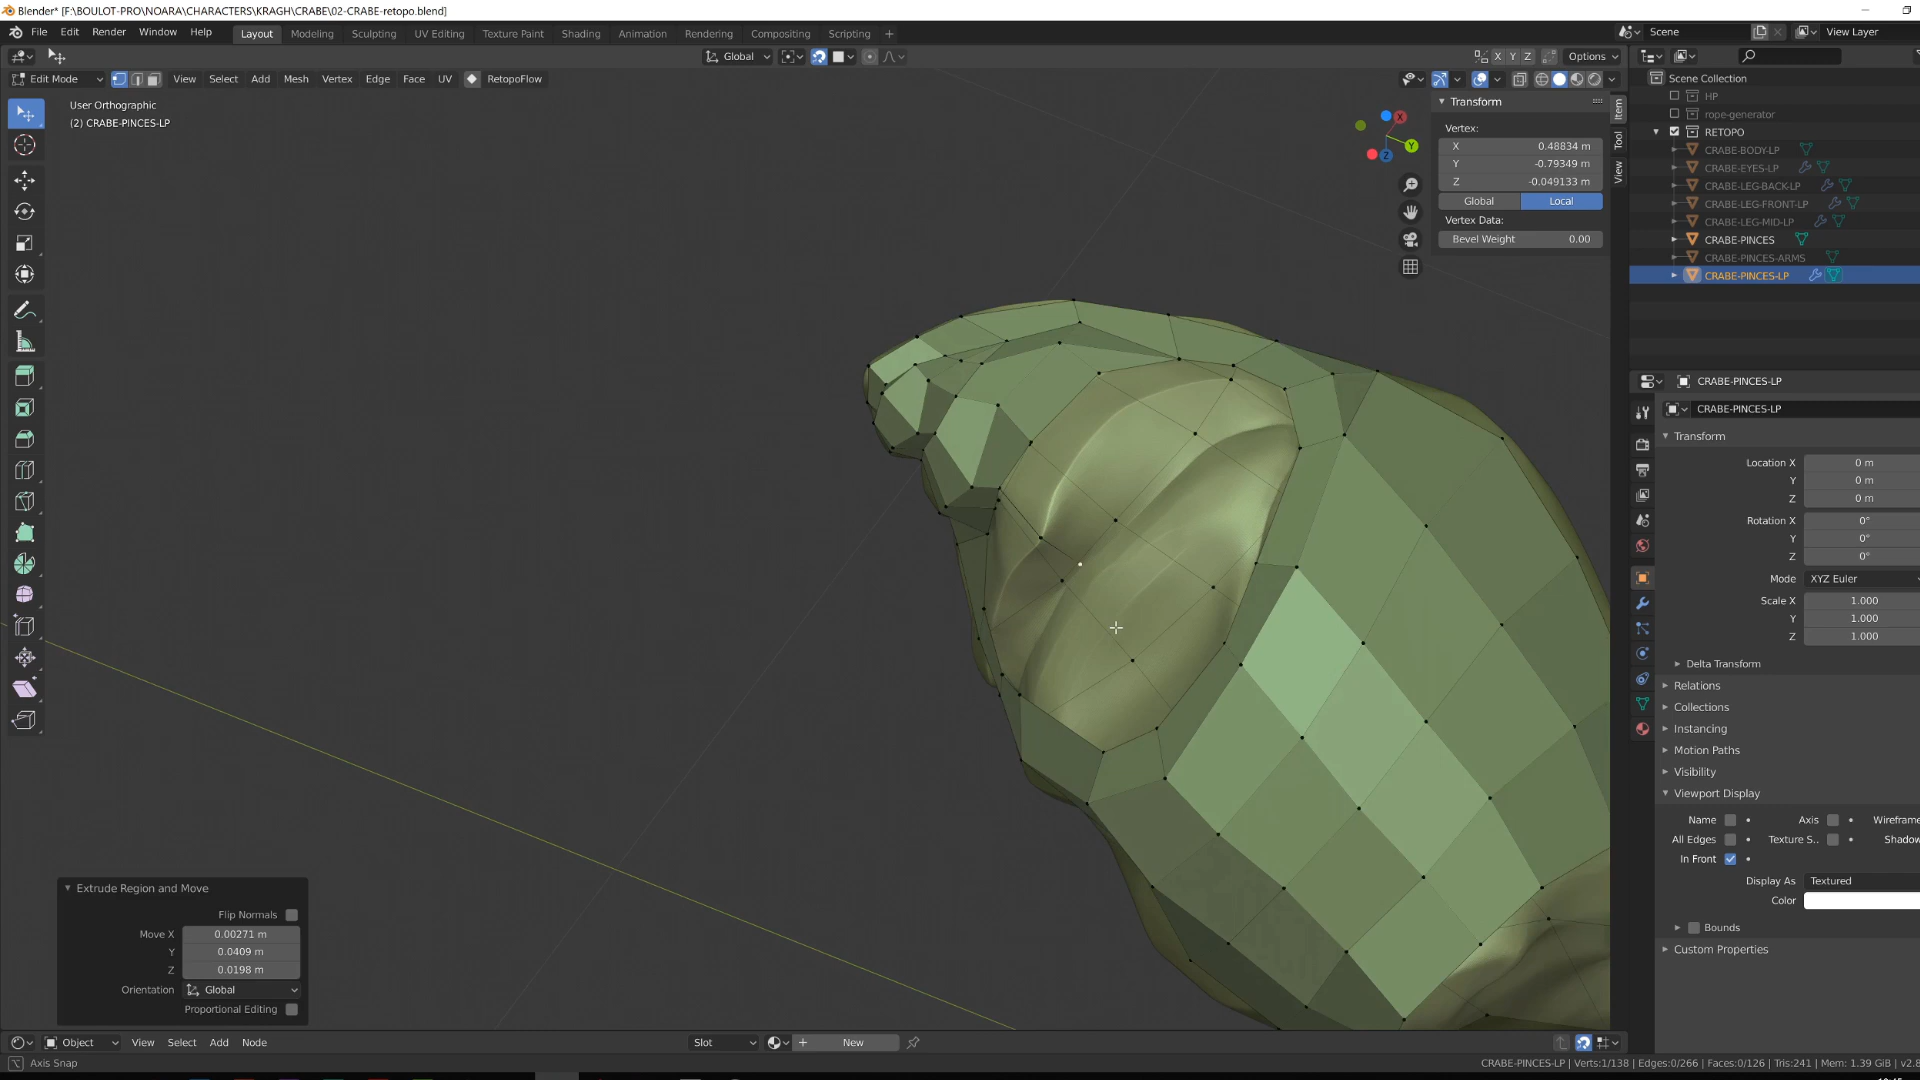 Blender* [F:\BOULOT-PRO\NOARA\CHARACTERS\KRAGH\CRABE\02-CRABE-retopo.blend]
File Edit Render Window Help Layout Modeling Sculpting UV Editing Texture Paint Shading Animation Rendering Compositing Scripting + Scene View Layer
Global X Y Z Options
Edit Mode View Select Add Mesh Vertex Edge Face UV RetopoFlow
User Orthographic
(2) CRABE-PINCES-LP
Transform
Vertex:
X 0.48834 m
Y -0.79349 m
Z -0.049133 m
Global Local
Vertex Data:
Bevel Weight 0.00
Item
Tool
View
X
Y
Z
Scene Collection
HP
rope-generator
RETOPO
CRABE-BODY-LP
CRABE-EYES-LP
CRABE-LEG-BACK-LP
CRABE-LEG-FRONT-LP
CRABE-LEG-MID-LP
CRABE-PINCES
CRABE-PINCES-ARMS
CRABE-PINCES-LP
CRABE-PINCES-LP
CRABE-PINCES-LP
Transform
Location X 0 m
Y 0 m
Z 0 m
Rotation X 0°
Y 0°
Z 0°
Mode XYZ Euler
Scale X 1.000
Y 1.000
Z 1.000
Delta Transform
Relations
Collections
Instancing
Motion Paths
Visibility
Viewport Display
Name Axis Wireframe
All Edges Texture S.. Shadow
In Front
Display As Textured
Color
Bounds
Custom Properties
Extrude Region and Move
Flip Normals
Move X 0.00271 m
Y 0.0409 m
Z 0.0198 m
Orientation Global
Proportional Editing
Object View Select Add Node Slot + New
Axis Snap
CRABE-PINCES-LP | Verts:1/138 | Edges:0/266 | Faces:0/126 | Tris:241 | Mem: 1.39 GiB | v2.8